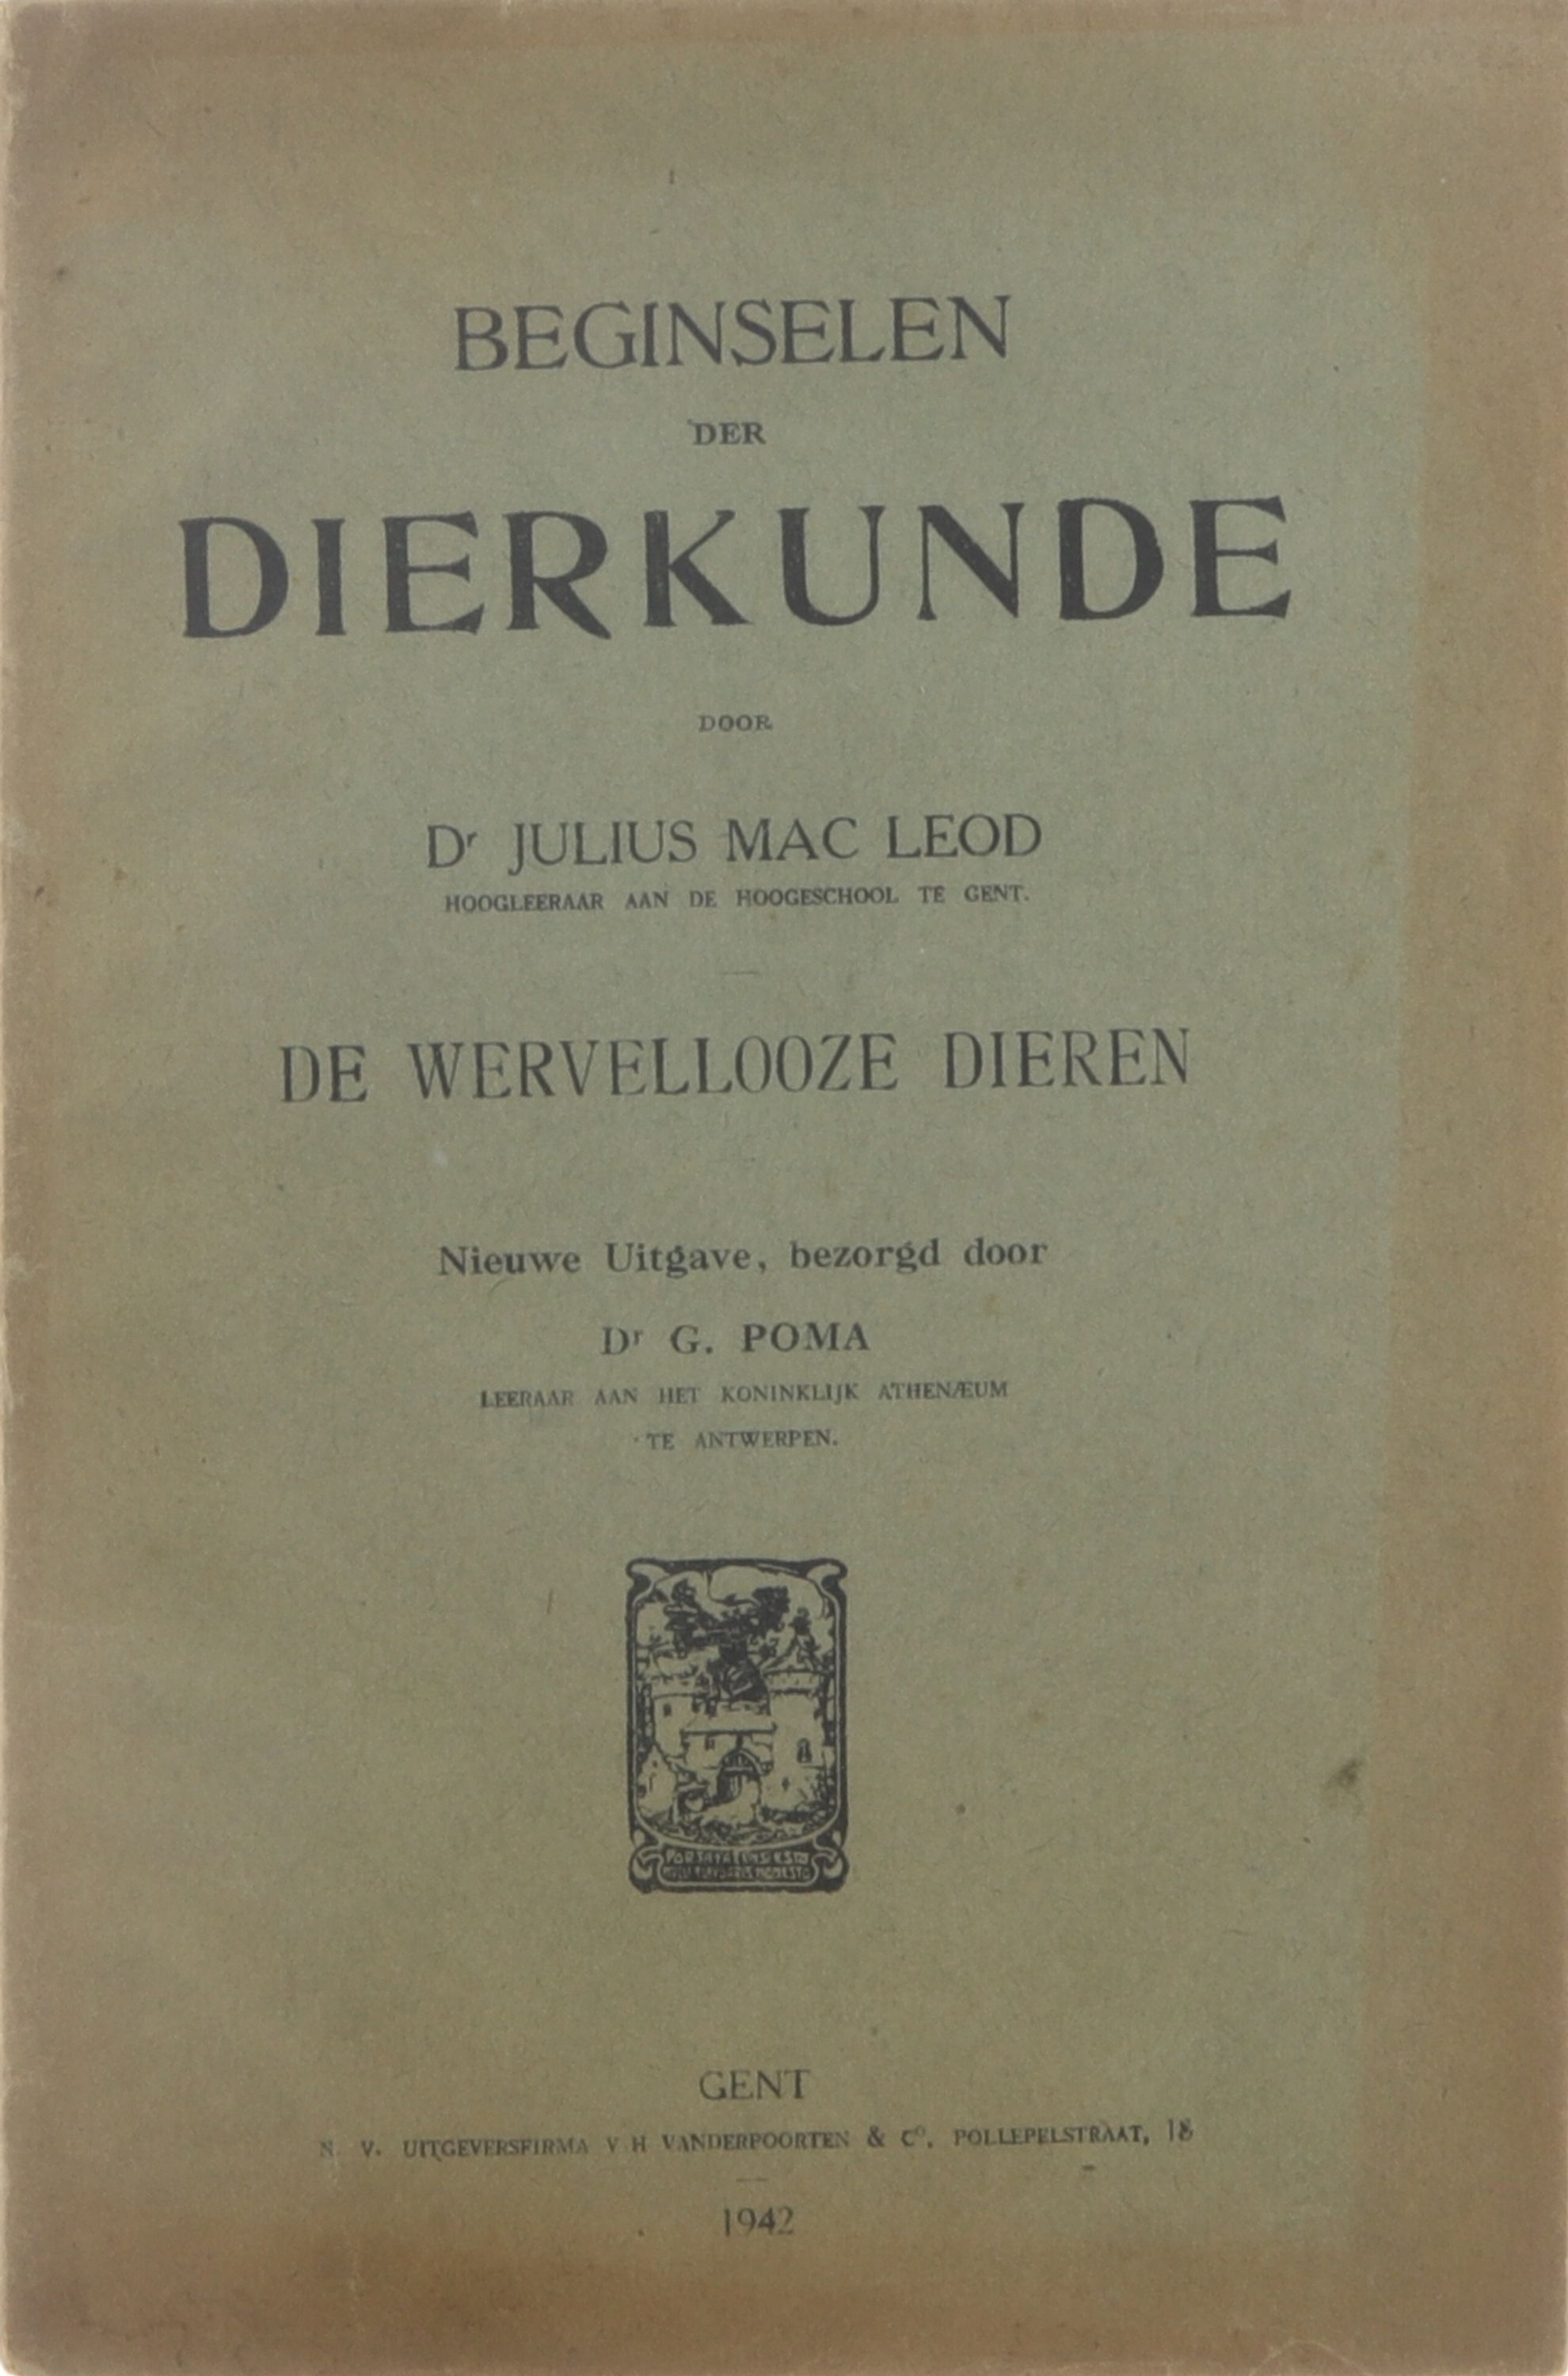 BEGINSELEN
DER
DIERKUNDE
DOOR
Dr JULIUS MAC LEOD
HOOGLEERAAR AAN DE HOOGESCHOOL TE GENT.
DE WERVELLOOZE DIEREN
Nieuwe Uitgave, bezorgd door
Dr G. POMA
LEERAAR AAN HET KONINKLIJK ATHENÆUM
TE ANTWERPEN.
GENT
N. V. UITGEVERSFIRMA V H VANDERPOORTEN & Co. POLLEPELSTRAAT, 18
1942